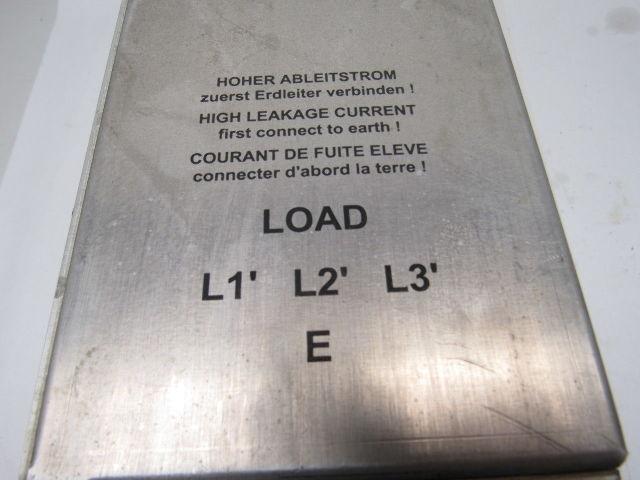 HOHER ABLEITSTROM
zuerst Erdleiter verbinden !
HIGH LEAKAGE CURRENT
first connect to earth !
COURANT DE FUITE ELEVE
connecter d'abord la terre !
LOAD
L1' L2' L3'
E